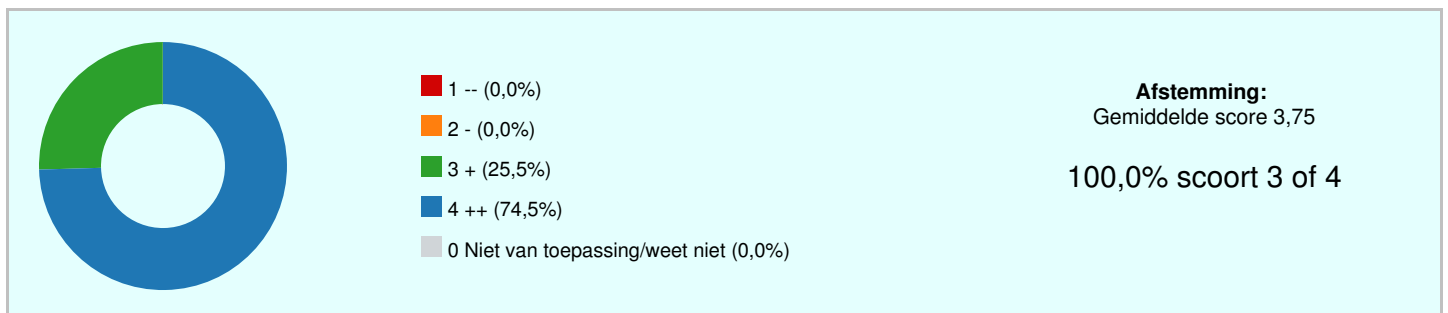 1 -- (0,0%)
2 - (0,0%)
3 + (25,5%)
4 ++ (74,5%)
0 Niet van toepassing/weet niet (0,0%)
Afstemming:
Gemiddelde score 3,75
100,0% scoort 3 of 4